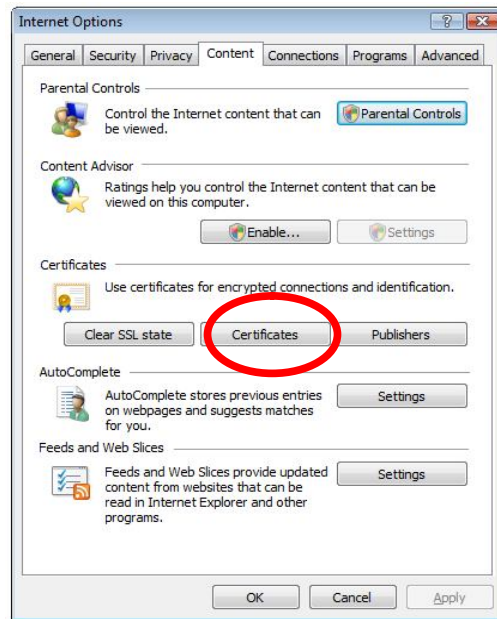 Internet Options
General Security Privacy Content Connections Programs Advanced
Parental Controls
Control the Internet content that can
be viewed.
Parental Controls
Content Advisor
Ratings help you control the Internet content that can be
viewed on this computer.
Enable... Settings
Certificates
Use certificates for encrypted connections and identification.
Clear SSL state Certificates Publishers
AutoComplete
AutoComplete stores previous entries
on webpages and suggests matches
for you.
Settings
Feeds and Web Slices
Feeds and Web Slices provide updated
content from websites that can be
read in Internet Explorer and other
programs.
Settings
OK Cancel Apply